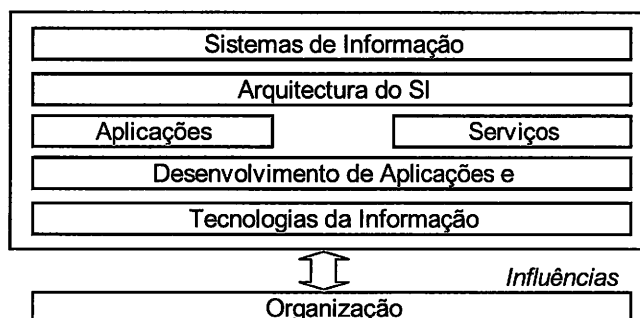 Sistemas de Informação
Arquitectura do SI
Aplicações Serviços
Desenvolvimento de Aplicações e
Tecnologias da Informação
Influências
Organização